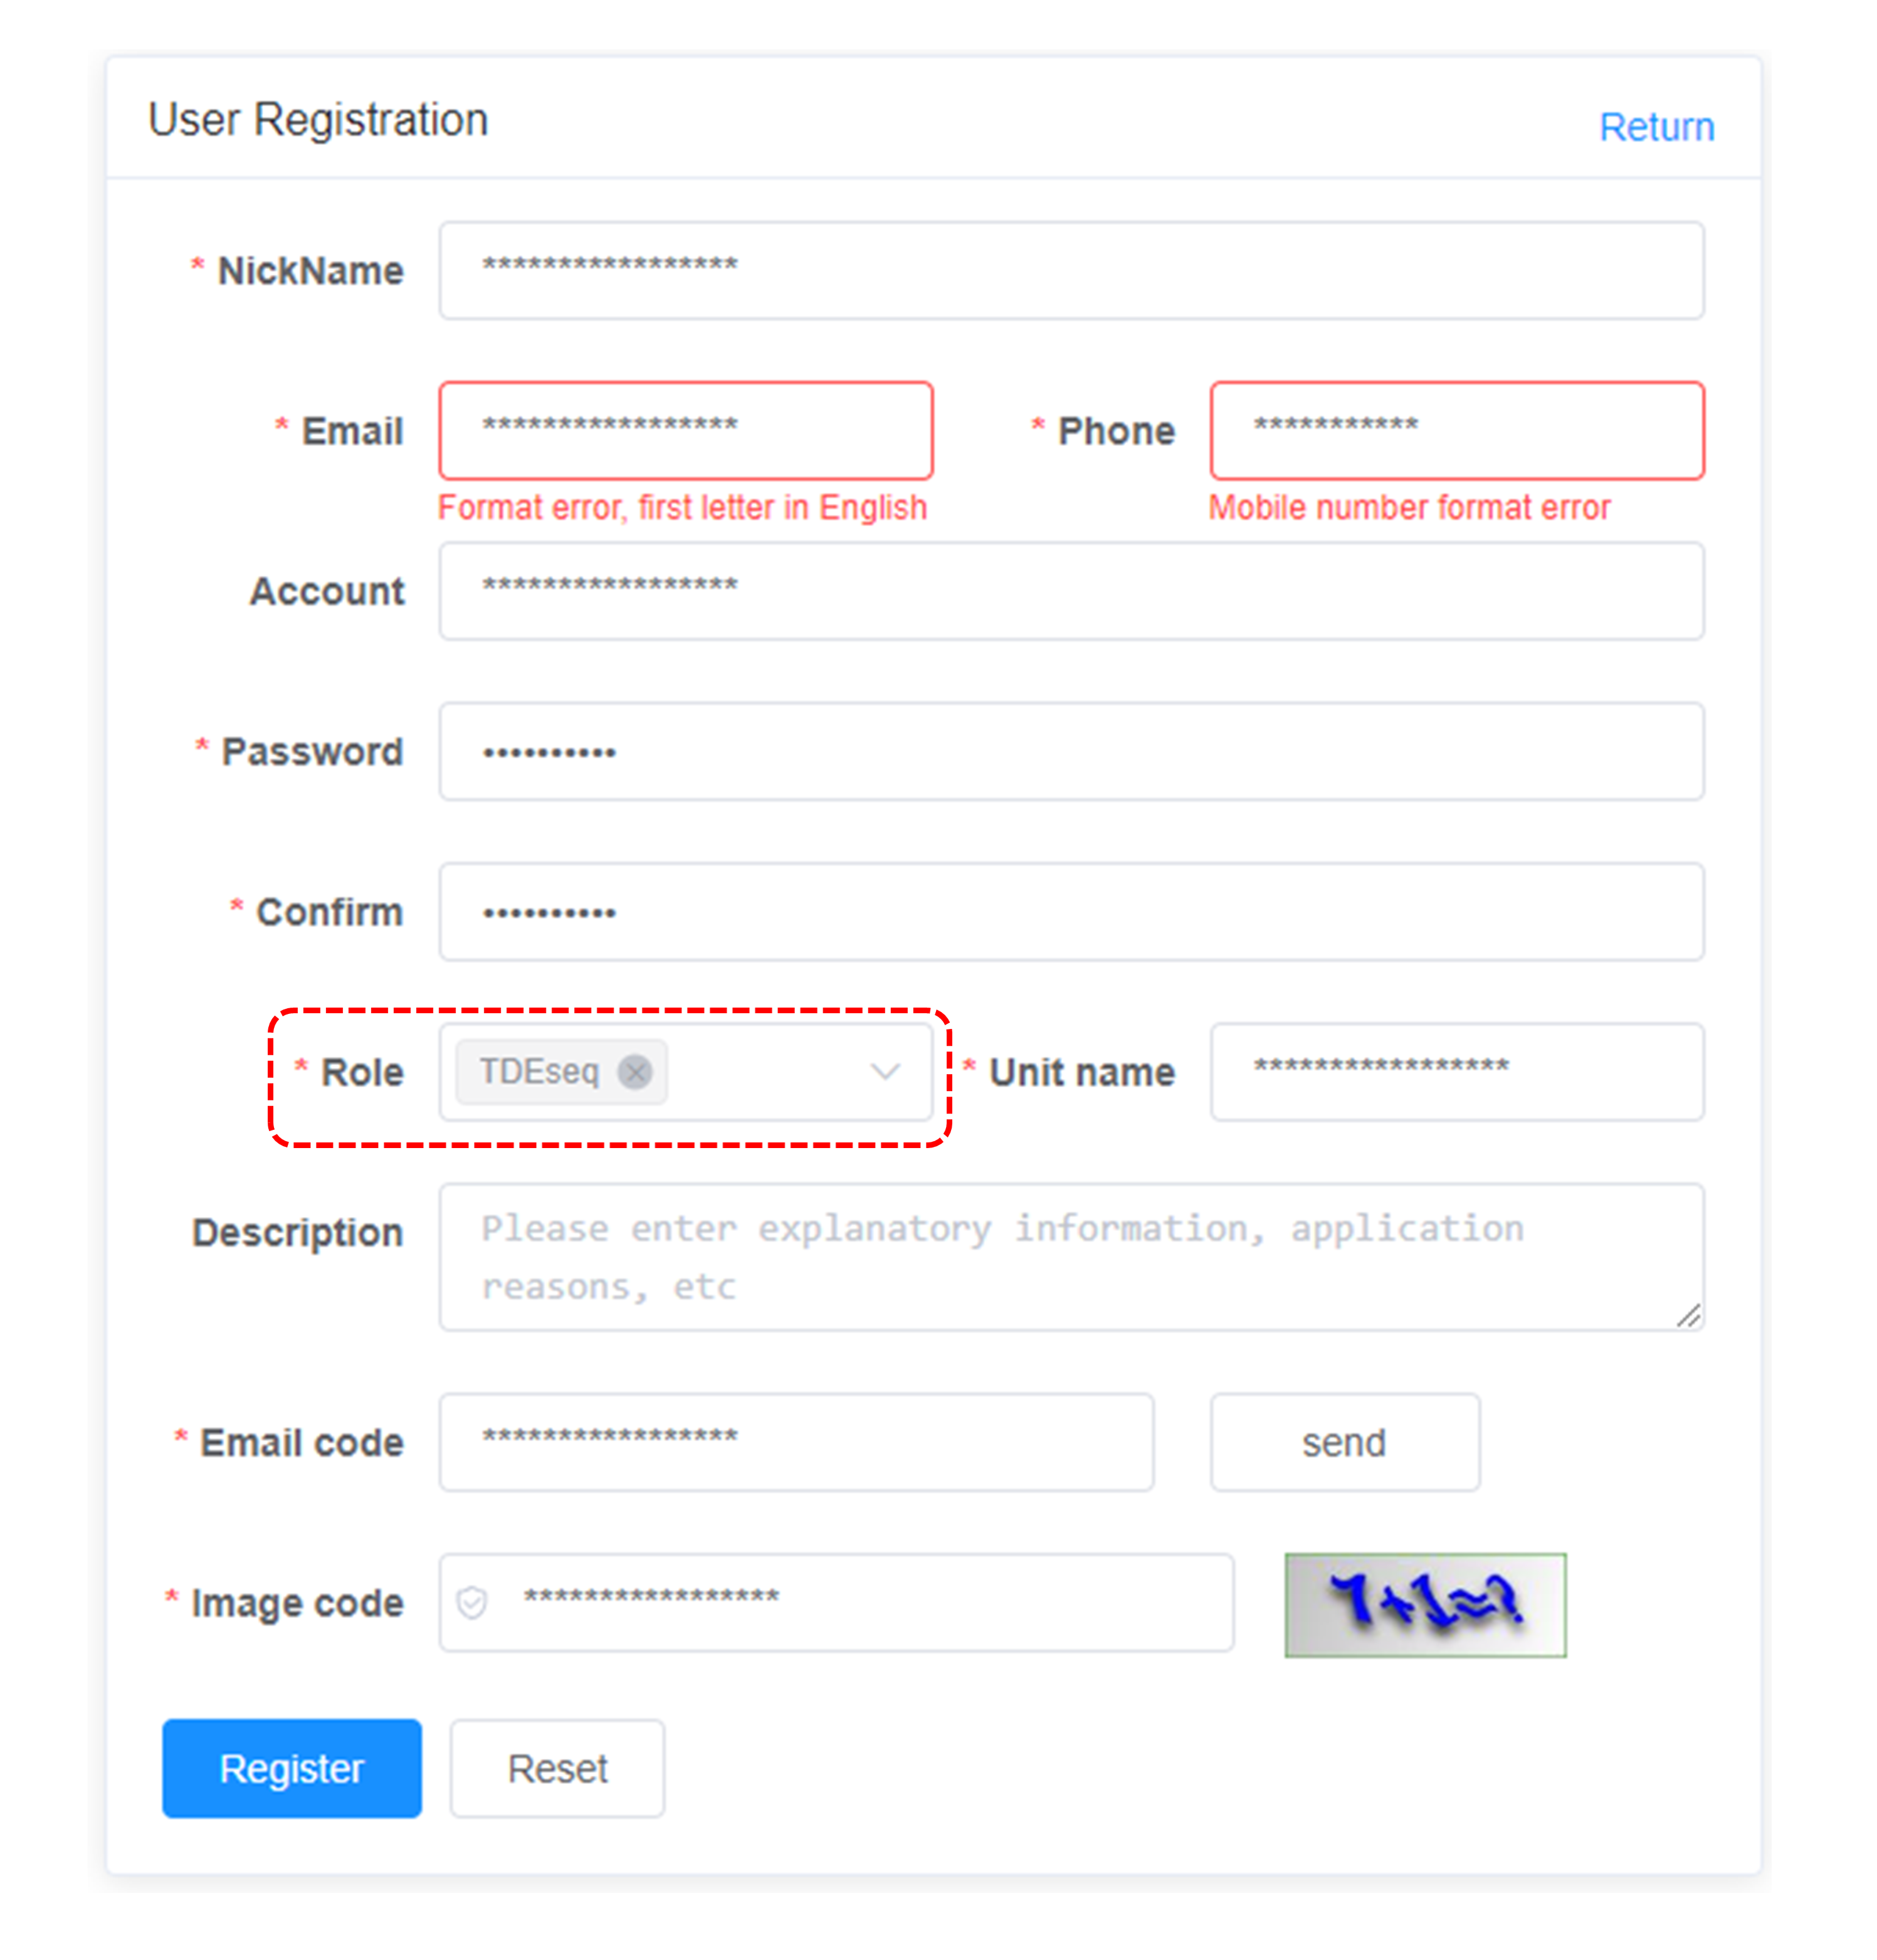 User Registration
Return
* NickName *****************
* Email ***************** * Phone ***********
Format error, first letter in English Mobile number format error
Account *****************
* Password ••••••••••
* Confirm ••••••••••
* Role TDEseq * Unit name *****************
Description Please enter explanatory information, application
reasons, etc
* Email code ***************** send
* Image code *****************
Register Reset